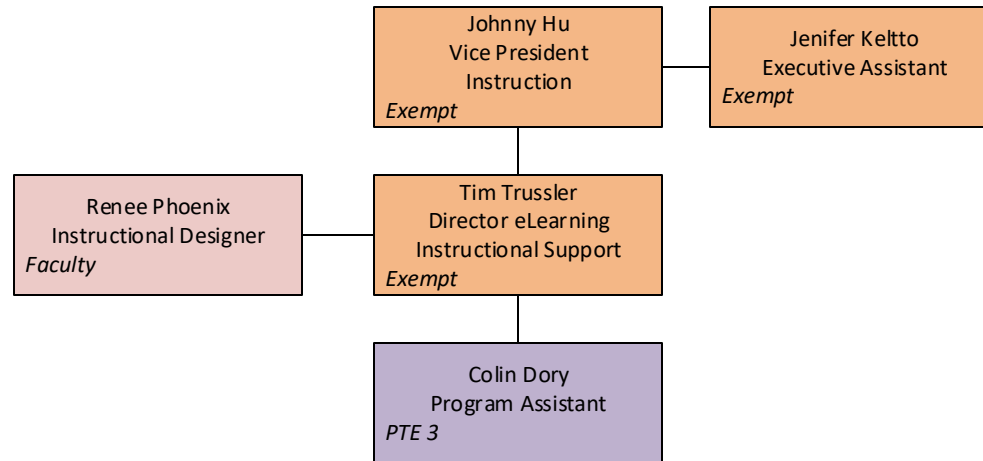 Johnny Hu
Vice President
Instruction
Exempt
Jenifer Keltto
Executive Assistant
Exempt
Renee Phoenix
Instructional Designer
Faculty
Tim Trussler
Director eLearning
Instructional Support
Exempt
Colin Dory
Program Assistant
PTE 3